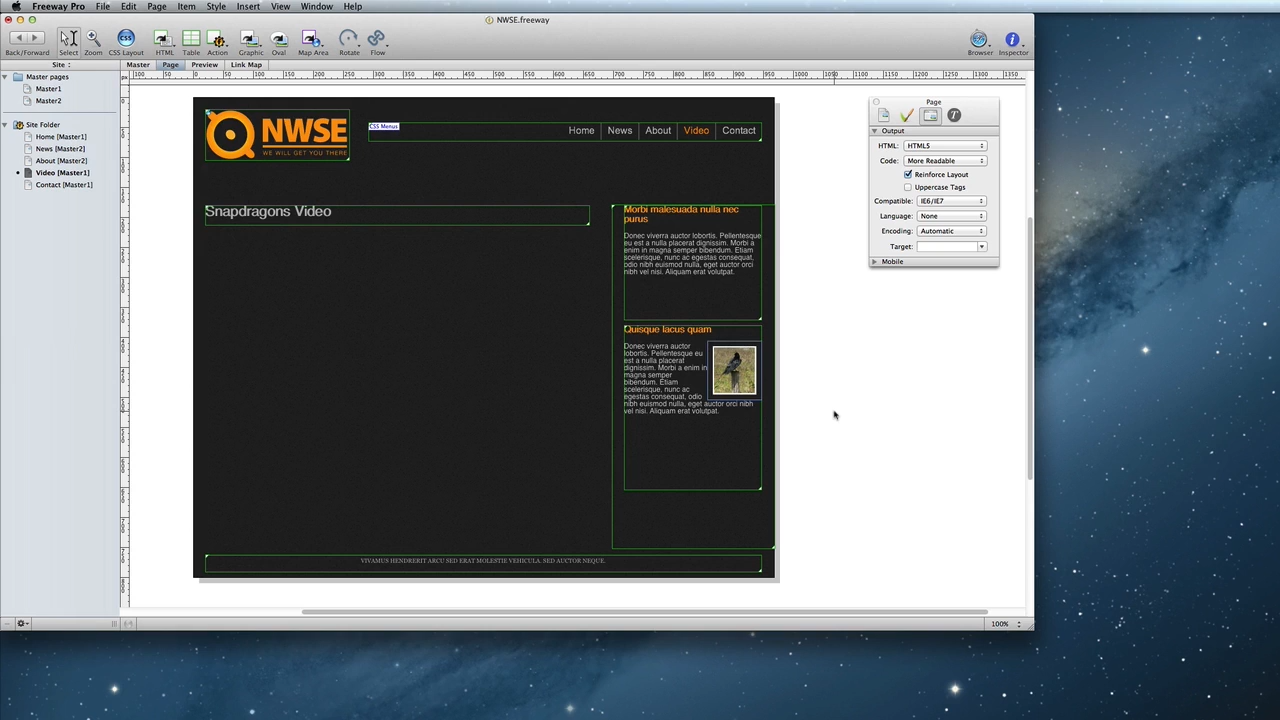 Freeway Pro File Edit Page Item Style Insert View Window Help
NWSE.freeway
Back/Forward Select Zoom CSS Layout HTML Table Action Graphic Oval Map Area Rotate Flow Browser Inspector
Site Master Page Preview Link Map
Master pages
Master1
Master2
Site Folder
Home [Master1]
News [Master2]
About [Master2]
Video [Master1]
Contact [Master1]
NWSE
WE WILL GET YOU THERE
CSS Menus
Home News About Video Contact
Snapdragons Video
Morbi malesuada nulla nec
purus
Donec viverra auctor lobortis. Pellentesque
eu est a nulla placerat dignissim. Morbi a
enim in magna semper bibendum. Etiam
scelerisque, nunc ac egestas consequat,
odio nibh euismod nulla, eget auctor orci
nibh vel nisi. Aliquam erat volutpat.
Quisque lacus quam
Donec viverra auctor
lobortis. Pellentesque eu
est a nulla placerat
dignissim. Morbi a enim in
magna semper
bibendum. Etiam
scelerisque, nunc ac
egestas consequat, odio
nibh euismod nulla, eget auctor orci nibh
vel nisi. Aliquam erat volutpat.
VIVAMUS HENDRERIT ARCU SED ERAT MOLESTIE VEHICULA. SED AUCTOR NEQUE.
Page
Output
HTML: HTML5
Code: More Readable
Reinforce Layout
Uppercase Tags
Compatible: IE6/IE7
Language: None
Encoding: Automatic
Target:
Mobile
100%